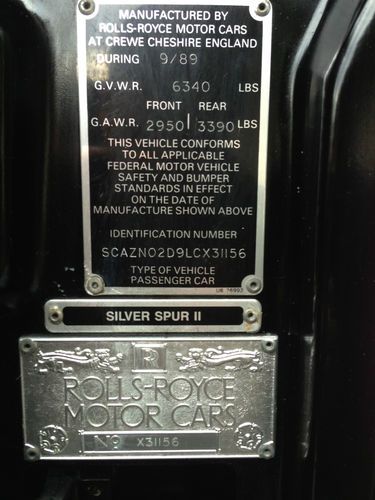 MANUFACTURED BY
ROLLS-ROYCE MOTOR CARS
AT CREWE CHESHIRE ENGLAND
DURING 9/89
G.V.W.R. 6340 LBS
FRONT REAR
G.A.W.R. 2950 3390 LBS
THIS VEHICLE CONFORMS
TO ALL APPLICABLE
FEDERAL MOTOR VEHICLE
SAFETY AND BUMPER
STANDARDS IN EFFECT
ON THE DATE OF
MANUFACTURE SHOWN ABOVE
IDENTIFICATION NUMBER
SCAZN02D9LCX31156
TYPE OF VEHICLE
PASSENGER CAR
SILVER SPUR II
R
ROLLS-ROYCE
MOTOR CARS
No X31156